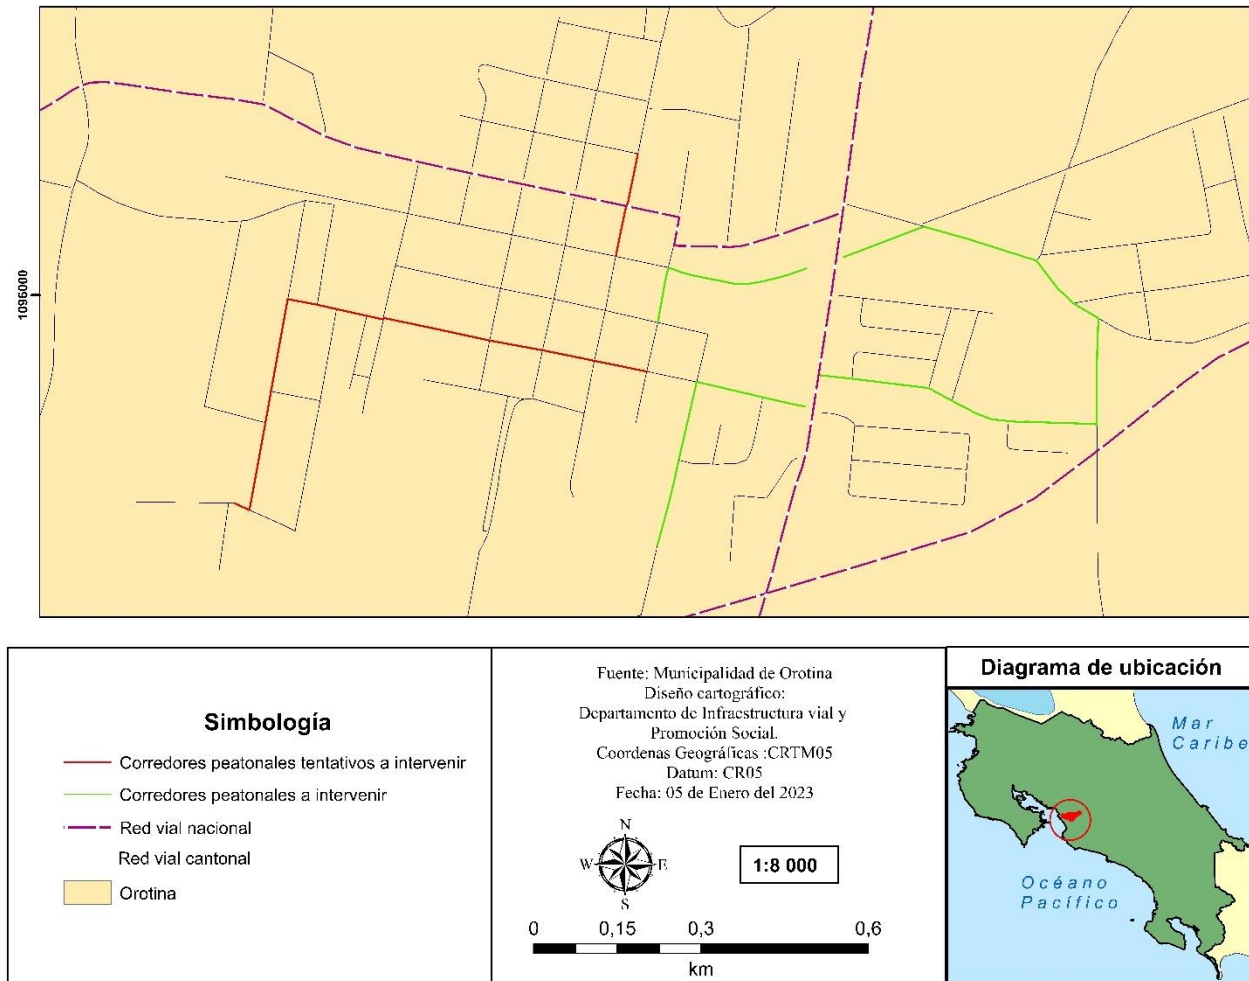 1096000
Simbología
Corredores peatonales tentativos a intervenir
Corredores peatonales a intervenir
Red vial nacional
Red vial cantonal
Orotina
Fuente: Municipalidad de Orotina
Diseño cartográfico:
Departamento de Infraestructura vial y
Promoción Social.
Coordenas Geográficas :CRTM05
Datum: CR05
Fecha: 05 de Enero del 2023
N
W E
S
1:8 000
0 0,15 0,3 0,6
km
Diagrama de ubicación
Mar
Caribe
Océano
Pacífico